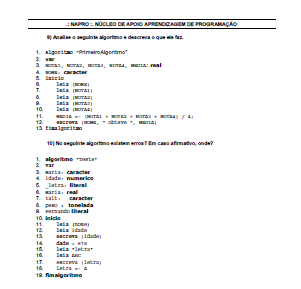 .: NAPRO :. NÚCLEO DE APOIO APRENDIZAGEM DE PROGRAMAÇÃO
9) Analise o seguinte algoritmo e descreva o que ele faz.
1. Algoritmo "PrimeiroAlgoritmo"
2. var
3. NOTA1, NOTA2, NOTA3, NOTA4, MEDIA: real
4. NOME: caracter
5. inicio
6. leia (NOME)
7. leia (NOTA1)
8. leia (NOTA2)
9. leia (NOTA3)
10. leia (NOTA4)
11. MEDIA <- (NOTA1 + NOTA2 + NOTA3 + NOTA4) / 4;
12. escreva (NOME, " obteve ", MEDIA)
13. fimalgoritmo
10) No seguinte algoritmo existem erros? Em caso afirmativo, onde?
1. algoritmo "Teste"
2. var
3. Maria: caracter
4. idade: numerico
5. _letra: literal
6. Maria: real
7. 1alt: caracter
8. peso : tonelada
9. Fernando literal
10. inicio
11. leia (nome)
12. leia idade
13. escreva (idade)
14. dade = 678
15. leia "letra"
16. leia ABC
17. escreva (letra)
18. letra <- A
19. fimalgoritmo